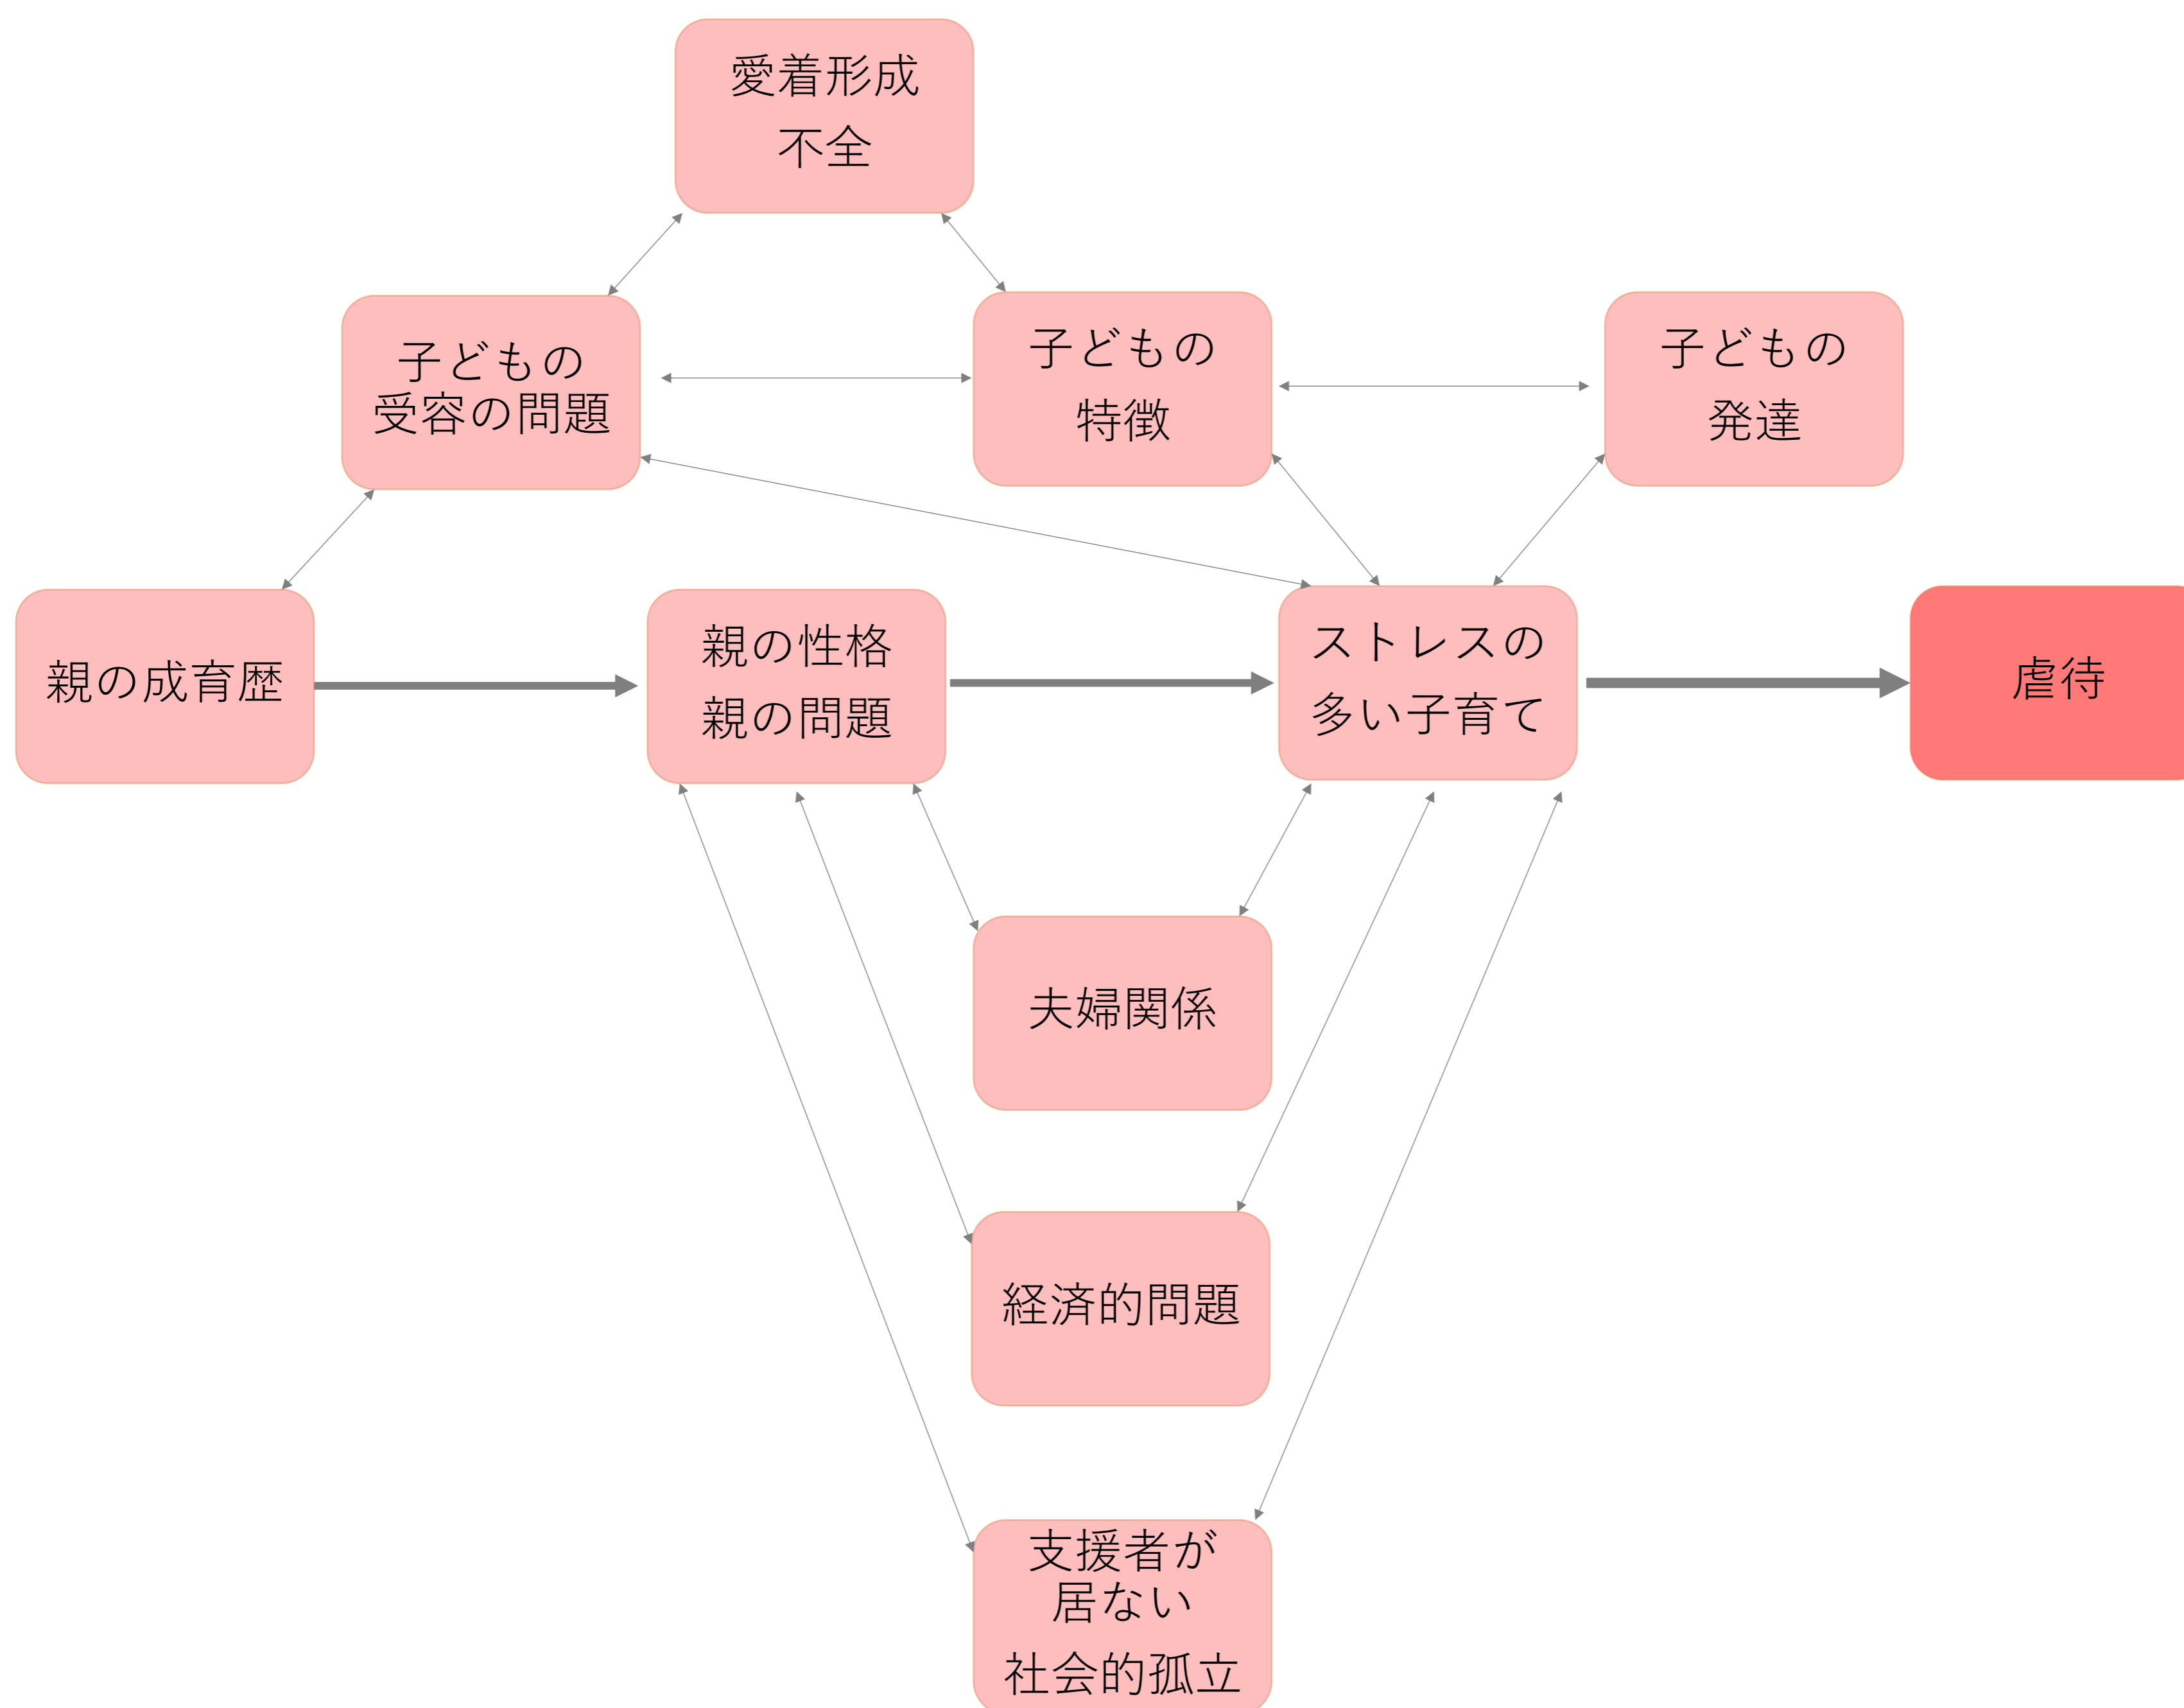 愛着形成
不全
子どもの
受容の問題
子どもの
特徴
子どもの
発達
親の成育歴
親の性格
親の問題
ストレスの
多い子育て
虐待
夫婦関係
経済的問題
支援者が
居ない
社会的孤立